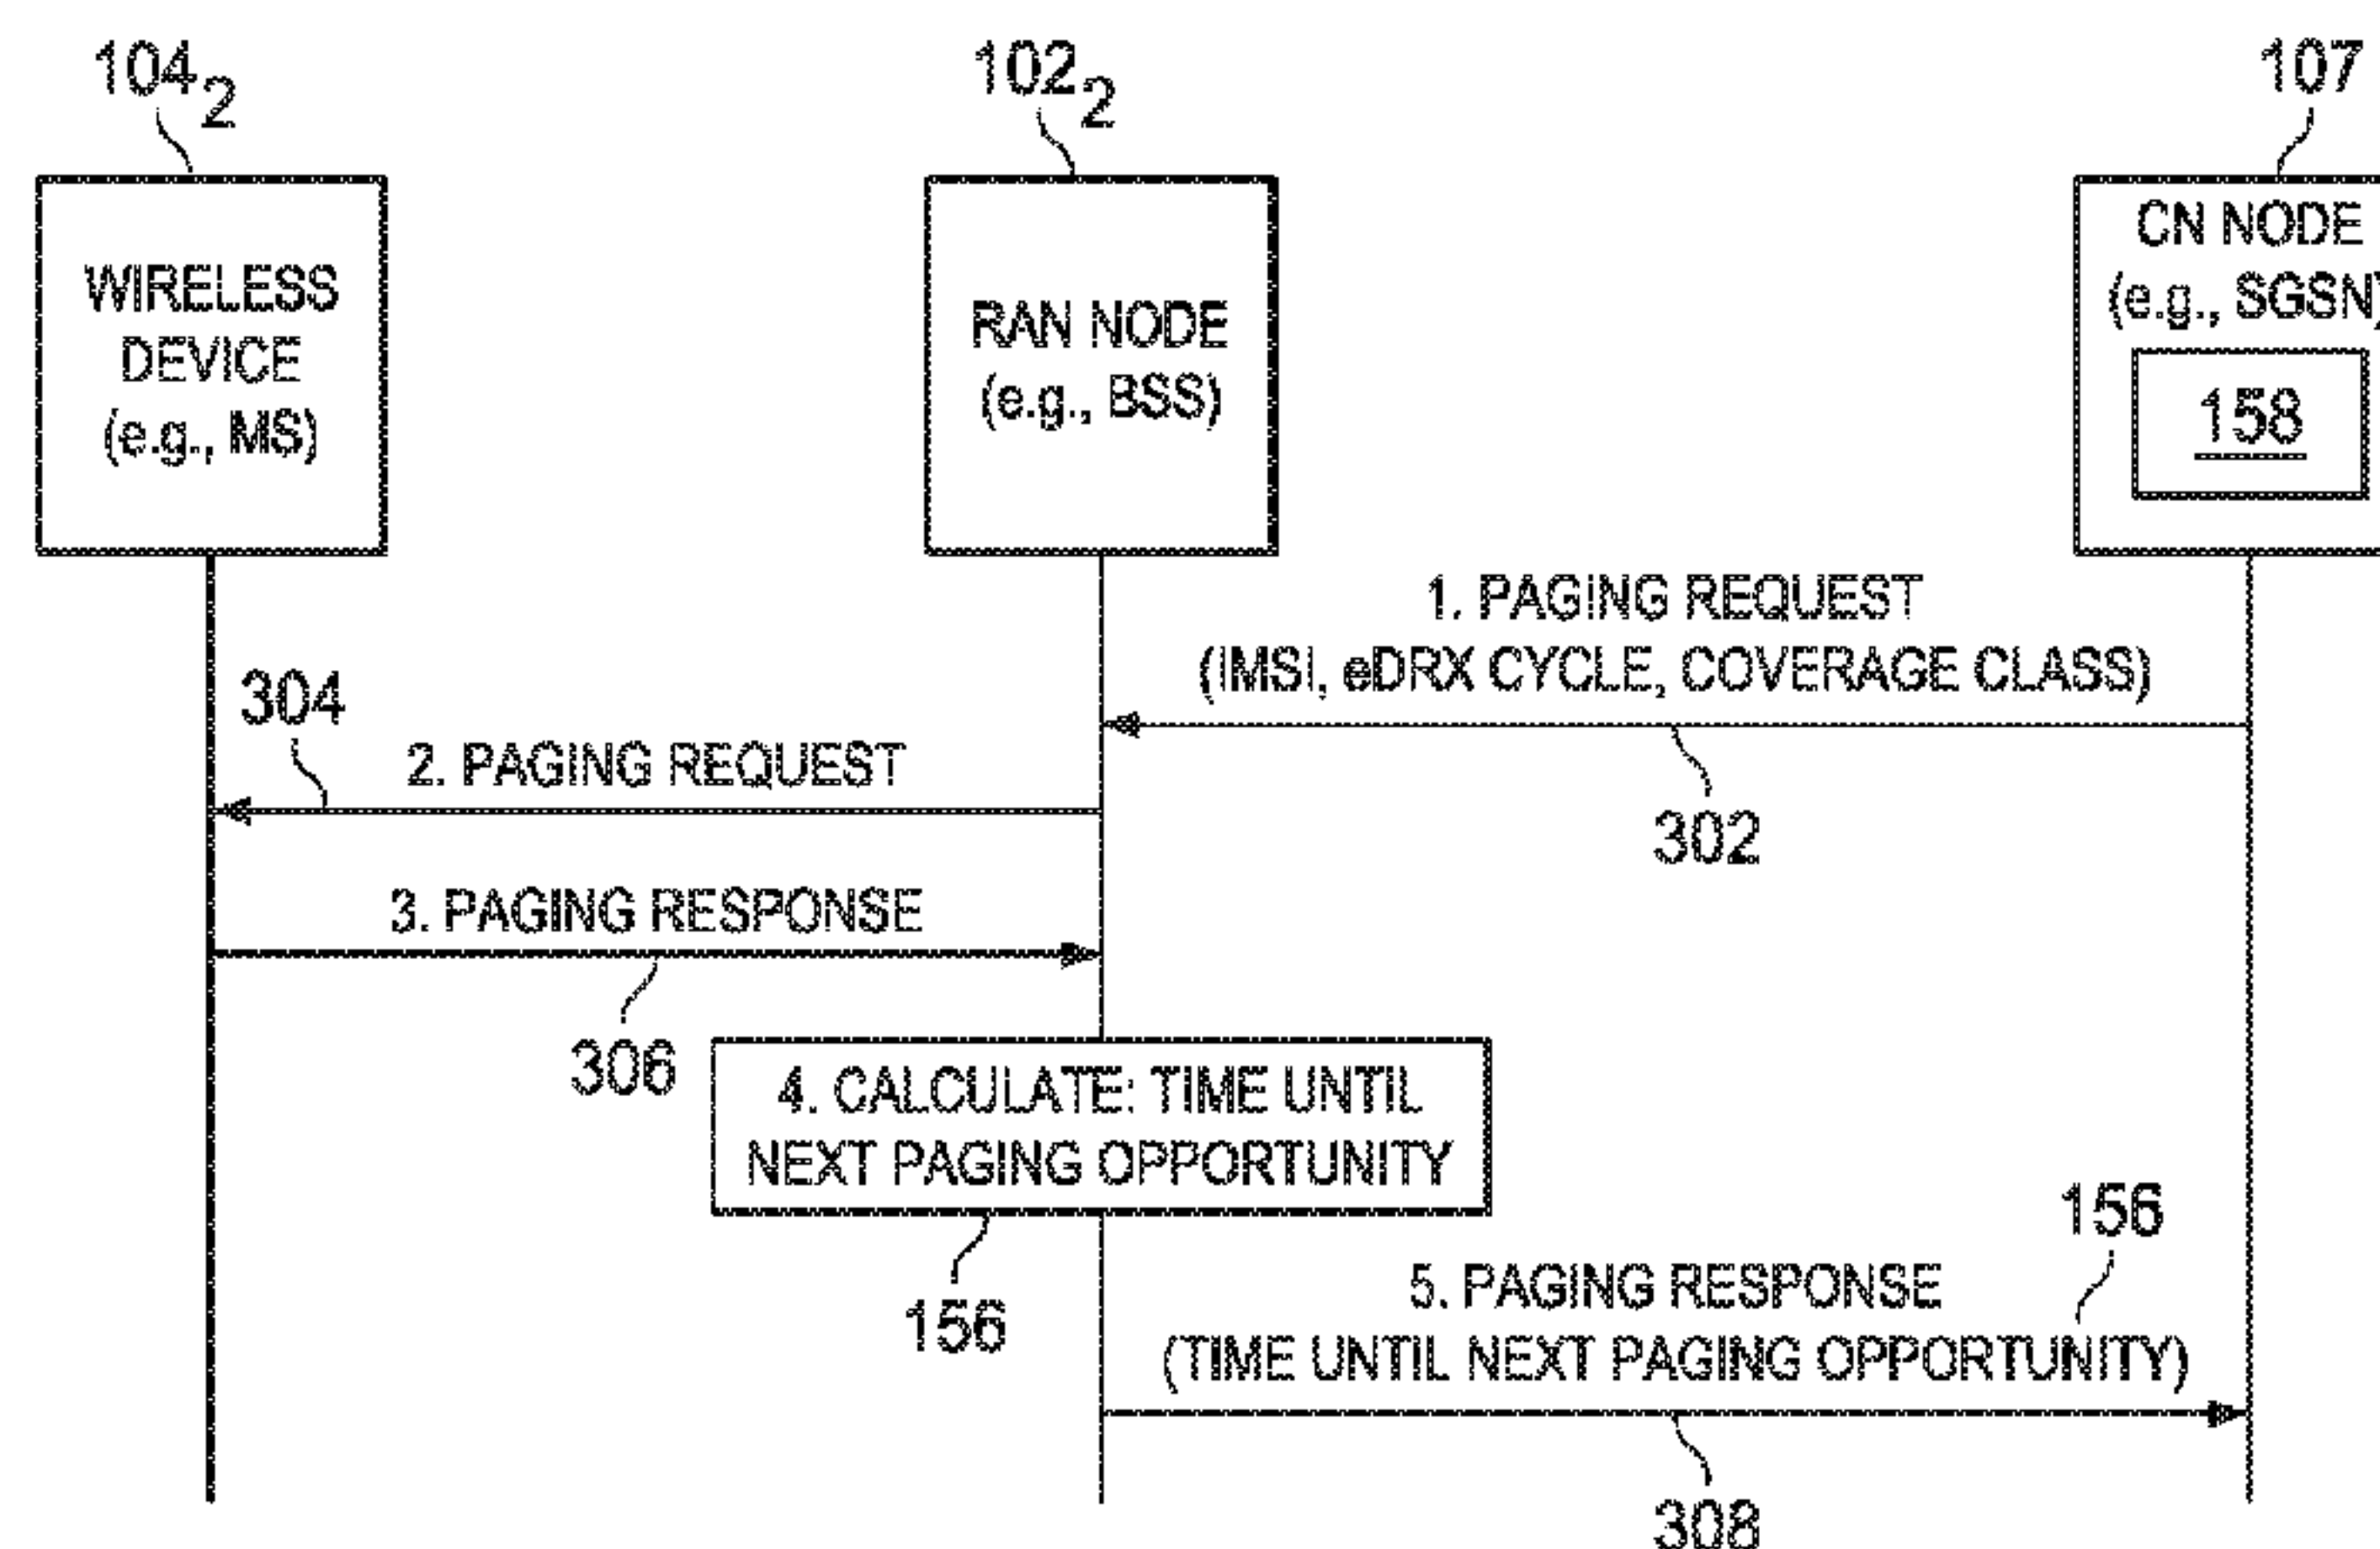 104₂
102₂
107
WIRELESS
DEVICE
(e.g., MS)
RAN NODE
(e.g., BSS)
CN NODE
(e.g., SGSN)
158
1. PAGING REQUEST
(IMSI, eDRX CYCLE, COVERAGE CLASS)
302
304
2. PAGING REQUEST
3. PAGING RESPONSE
306
4. CALCULATE: TIME UNTIL
NEXT PAGING OPPORTUNITY
156
156
5. PAGING RESPONSE
(TIME UNTIL NEXT PAGING OPPORTUNITY)
308